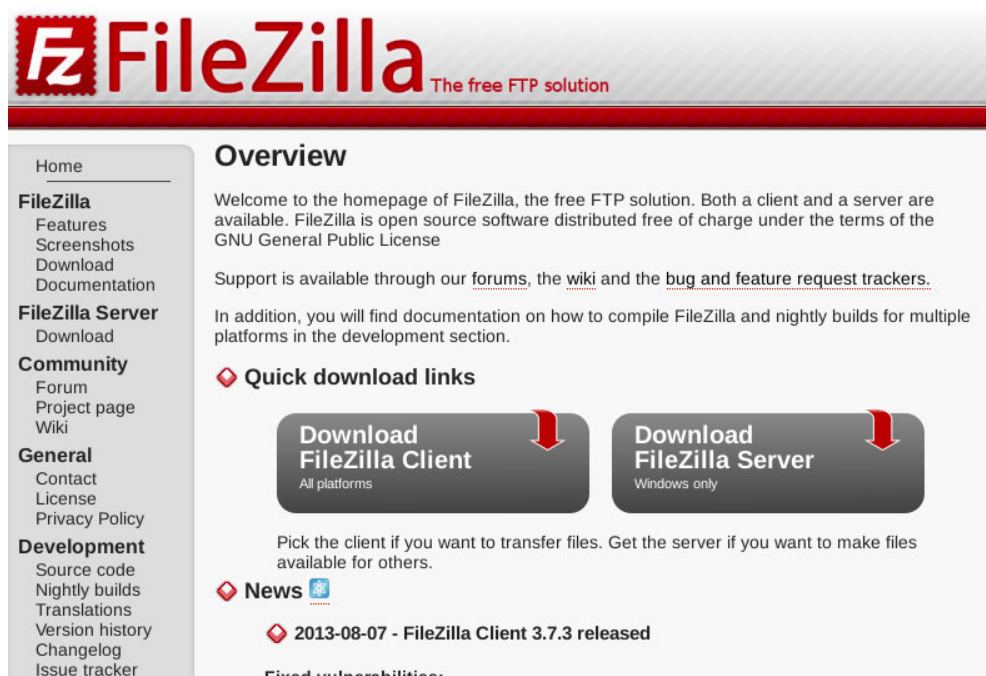 Fz FileZilla The free FTP solution
Home
FileZilla
Features
Screenshots
Download
Documentation
FileZilla Server
Download
Community
Forum
Project page
Wiki
General
Contact
License
Privacy Policy
Development
Source code
Nightly builds
Translations
Version history
Changelog
Issue tracker
Overview
Welcome to the homepage of FileZilla, the free FTP solution. Both a client and a server are
available. FileZilla is open source software distributed free of charge under the terms of the
GNU General Public License
Support is available through our forums, the wiki and the bug and feature request trackers.
In addition, you will find documentation on how to compile FileZilla and nightly builds for multiple
platforms in the development section.
Quick download links
Download
FileZilla Client
All platforms
Download
FileZilla Server
Windows only
Pick the client if you want to transfer files. Get the server if you want to make files
available for others.
News
2013-08-07 - FileZilla Client 3.7.3 released
Fixed vulnerabilities: